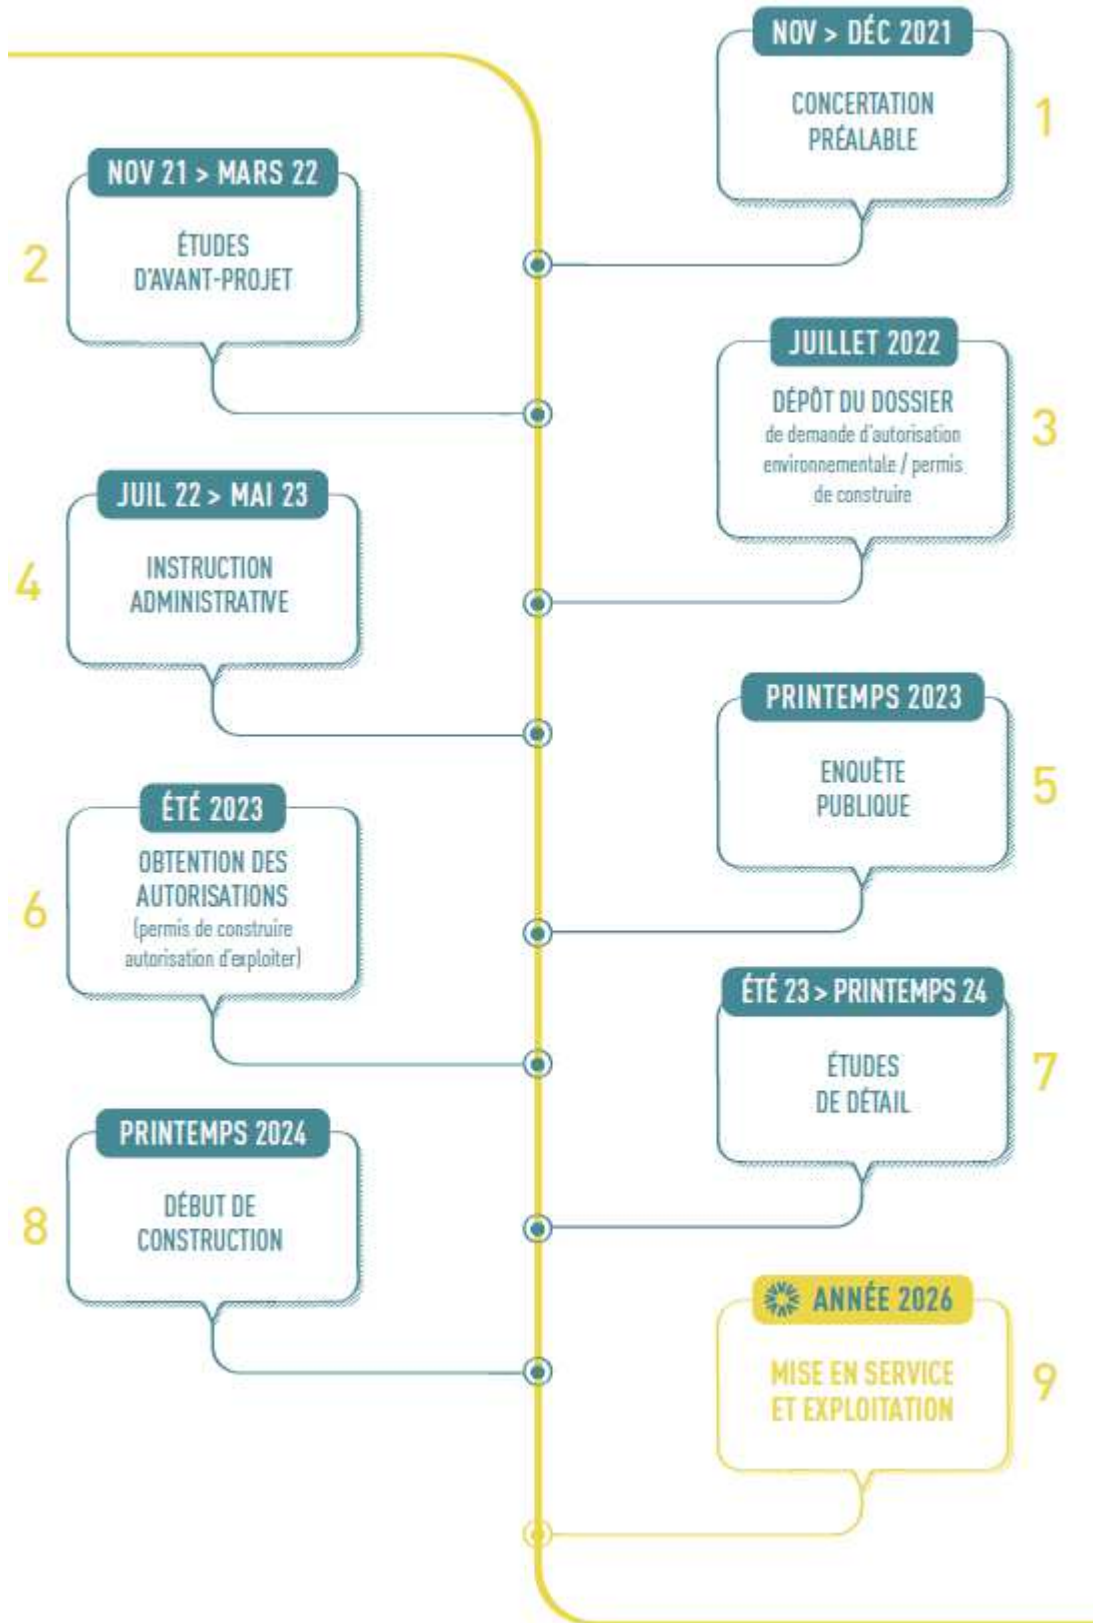 NOV > DÉC 2021
CONCERTATION
PRÉALABLE
1
NOV 21 > MARS 22
ÉTUDES
D'AVANT-PROJET
2
JUILLET 2022
DÉPÔT DU DOSSIER
de demande d'autorisation
environnementale / permis
de construire
3
JUIL 22 > MAI 23
INSTRUCTION
ADMINISTRATIVE
4
PRINTEMPS 2023
ENQUÊTE
PUBLIQUE
5
ÉTÉ 2023
OBTENTION DES
AUTORISATIONS
(permis de construire
autorisation d'exploiter)
6
ÉTÉ 23 > PRINTEMPS 24
ÉTUDES
DE DÉTAIL
7
PRINTEMPS 2024
DÉBUT DE
CONSTRUCTION
8
ANNÉE 2026
MISE EN SERVICE
ET EXPLOITATION
9